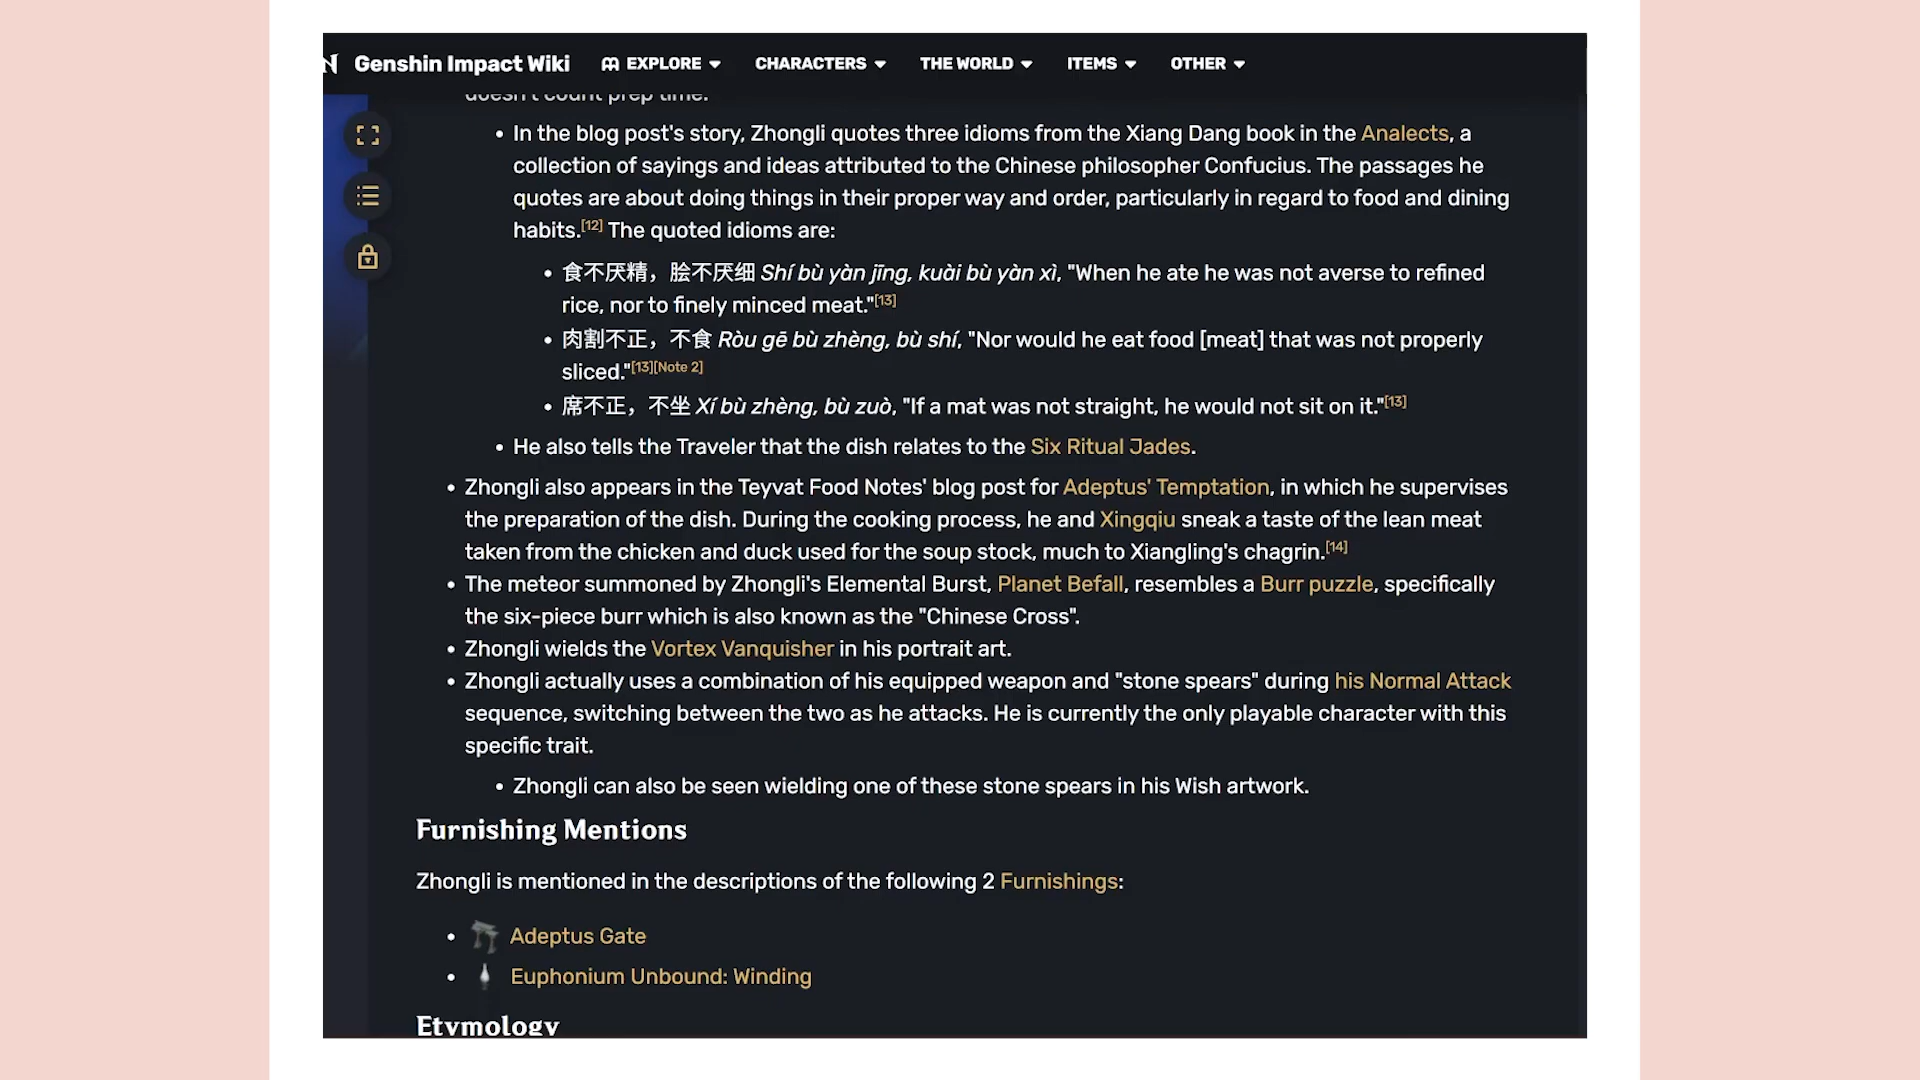 Genshin Impact Wiki EXPLORE CHARACTERS THE WORLD ITEMS OTHER
doesn't count prep time.
In the blog post's story, Zhongli quotes three idioms from the Xiang Dang book in the Analects, a
collection of sayings and ideas attributed to the Chinese philosopher Confucius. The passages he
quotes are about doing things in their proper way and order, particularly in regard to food and dining
habits.[12] The quoted idioms are:
食不厌精，脍不厌细 Shí bù yàn jīng, kuài bù yàn xì, "When he ate he was not averse to refined
rice, nor to finely minced meat."[13]
肉割不正，不食 Ròu gē bù zhèng, bù shí, "Nor would he eat food [meat] that was not properly
sliced."[13][Note 2]
席不正，不坐 Xí bù zhèng, bù zuò, "If a mat was not straight, he would not sit on it."[13]
He also tells the Traveler that the dish relates to the Six Ritual Jades.
Zhongli also appears in the Teyvat Food Notes' blog post for Adeptus' Temptation, in which he supervises
the preparation of the dish. During the cooking process, he and Xingqiu sneak a taste of the lean meat
taken from the chicken and duck used for the soup stock, much to Xiangling's chagrin.[14]
The meteor summoned by Zhongli's Elemental Burst, Planet Befall, resembles a Burr puzzle, specifically
the six-piece burr which is also known as the "Chinese Cross".
Zhongli wields the Vortex Vanquisher in his portrait art.
Zhongli actually uses a combination of his equipped weapon and "stone spears" during his Normal Attack
sequence, switching between the two as he attacks. He is currently the only playable character with this
specific trait.
Zhongli can also be seen wielding one of these stone spears in his Wish artwork.
Furnishing Mentions
Zhongli is mentioned in the descriptions of the following 2 Furnishings:
Adeptus Gate
Euphonium Unbound: Winding
Etymology